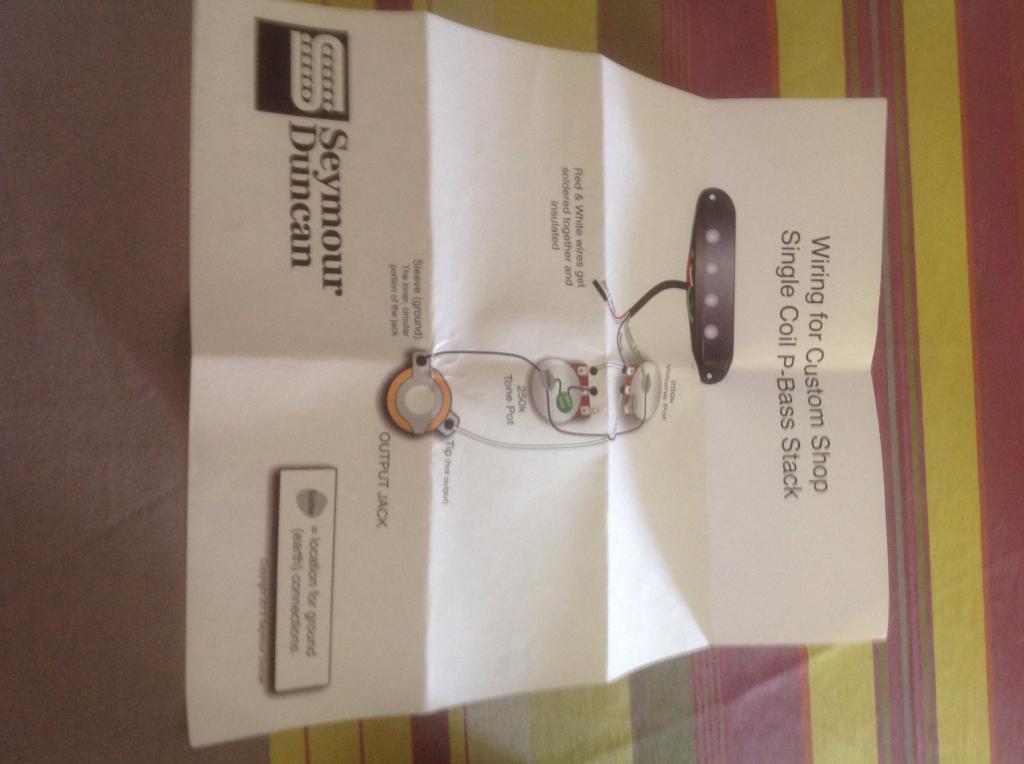 Wiring for Custom Shop
Single Coil P-Bass Stack
250k
Volume Pot
Red & White wires get
soldered together and
insulated
250k
Tone Pot
Tip (hot output)
Sleeve (ground).
The inner, circular
portion of the jack
OUTPUT JACK
Seymour
Duncan
= location for ground
(earth) connections.